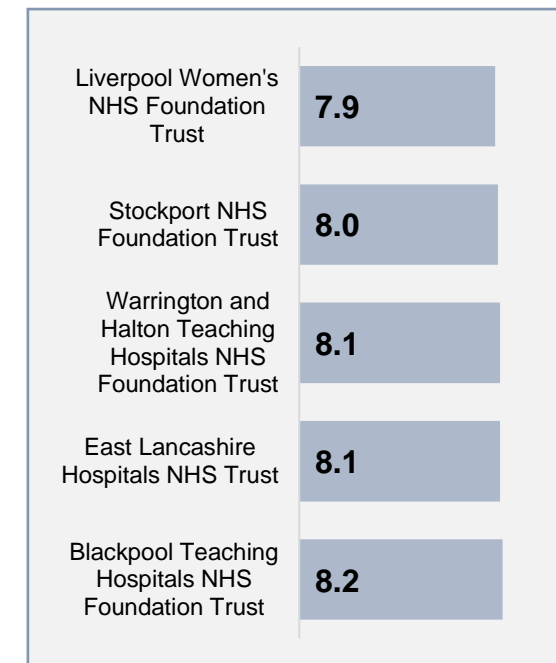 Liverpool Women's
NHS Foundation
Trust
7.9
Stockport NHS
Foundation Trust
8.0
Warrington and
Halton Teaching
Hospitals NHS
Foundation Trust
8.1
East Lancashire
Hospitals NHS Trust
8.1
Blackpool Teaching
Hospitals NHS
Foundation Trust
8.2